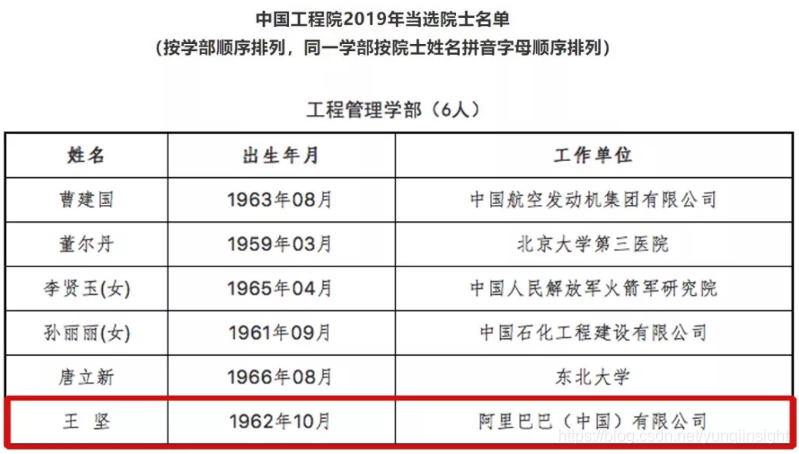 中国工程院2019年当选院士名单
（按学部顺序排列，同一学部按院士姓名拼音字母顺序排列）
工程管理学部（6人）
姓名 出生年月 工作单位
曹建国 1963年08月 中国航空发动机集团有限公司
董尔丹 1959年03月 北京大学第三医院
李贤玉(女) 1965年04月 中国人民解放军火箭军研究院
孙丽丽(女) 1961年09月 中国石化工程建设有限公司
唐立新 1966年08月 东北大学
王 坚 1962年10月 阿里巴巴（中国）有限公司
https://blog.csdn.net/yunqiinsight